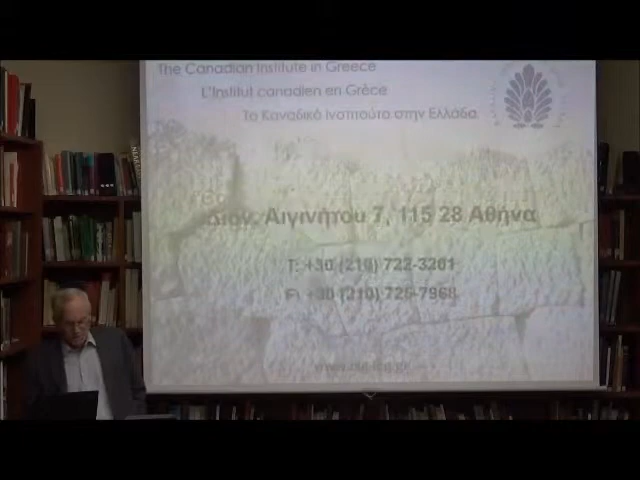 The Canadian Institute in Greece
L'Institut canadien en Grèce
Το Καναδικό Ινστιτούτο στην Ελλάδα
Διον. Αιγινήτου 7, 115 28 Αθήνα
T: +30 (210) 722-3201
F: +30 (210) 725-7968